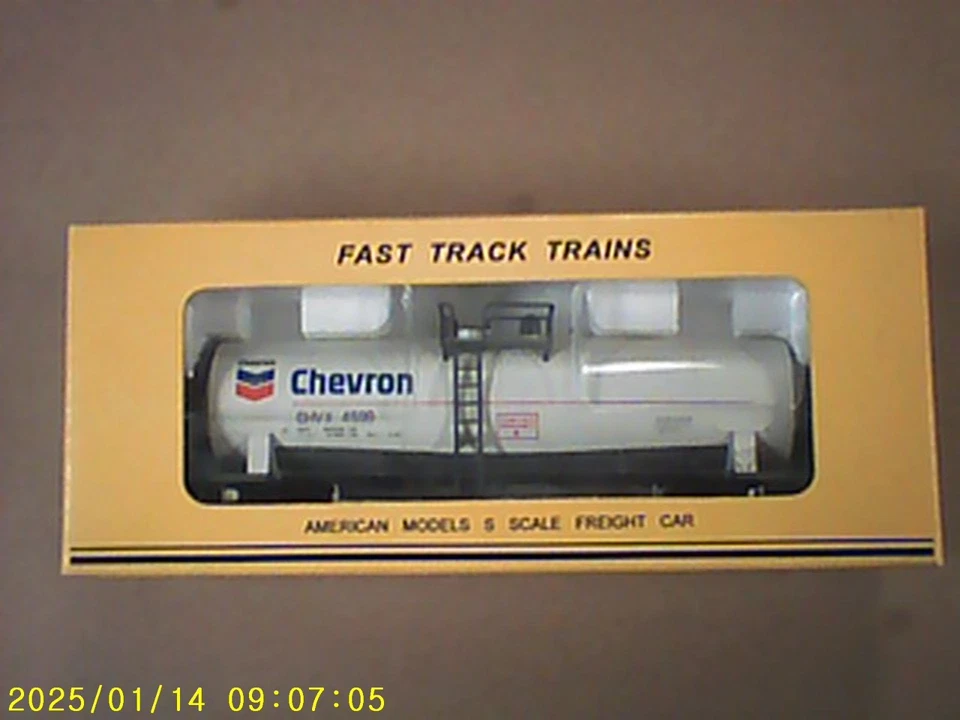 FAST TRACK TRAINS
Chevron
AMERICAN MODELS S SCALE FREIGHT CAR
2025/01/14 09:07:05